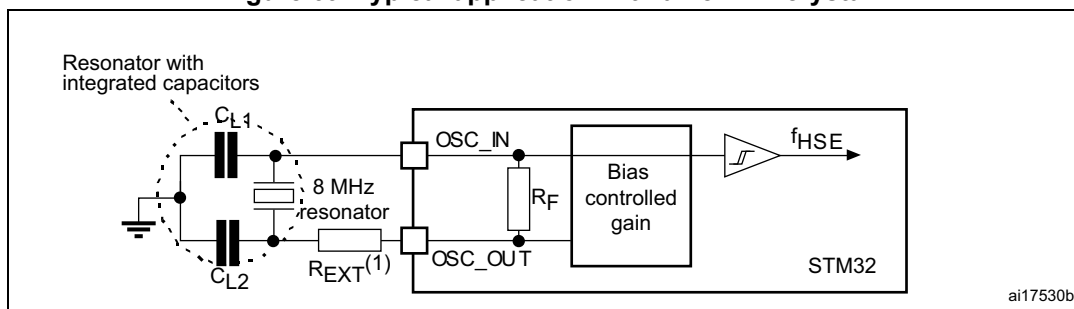 Resonator with
integrated capacitors
CL1
8 MHz
resonator
REXT(1)
CL2
OSC_IN
RF
OSC_OUT
Bias
controlled
gain
fHSE
STM32
ai17530b